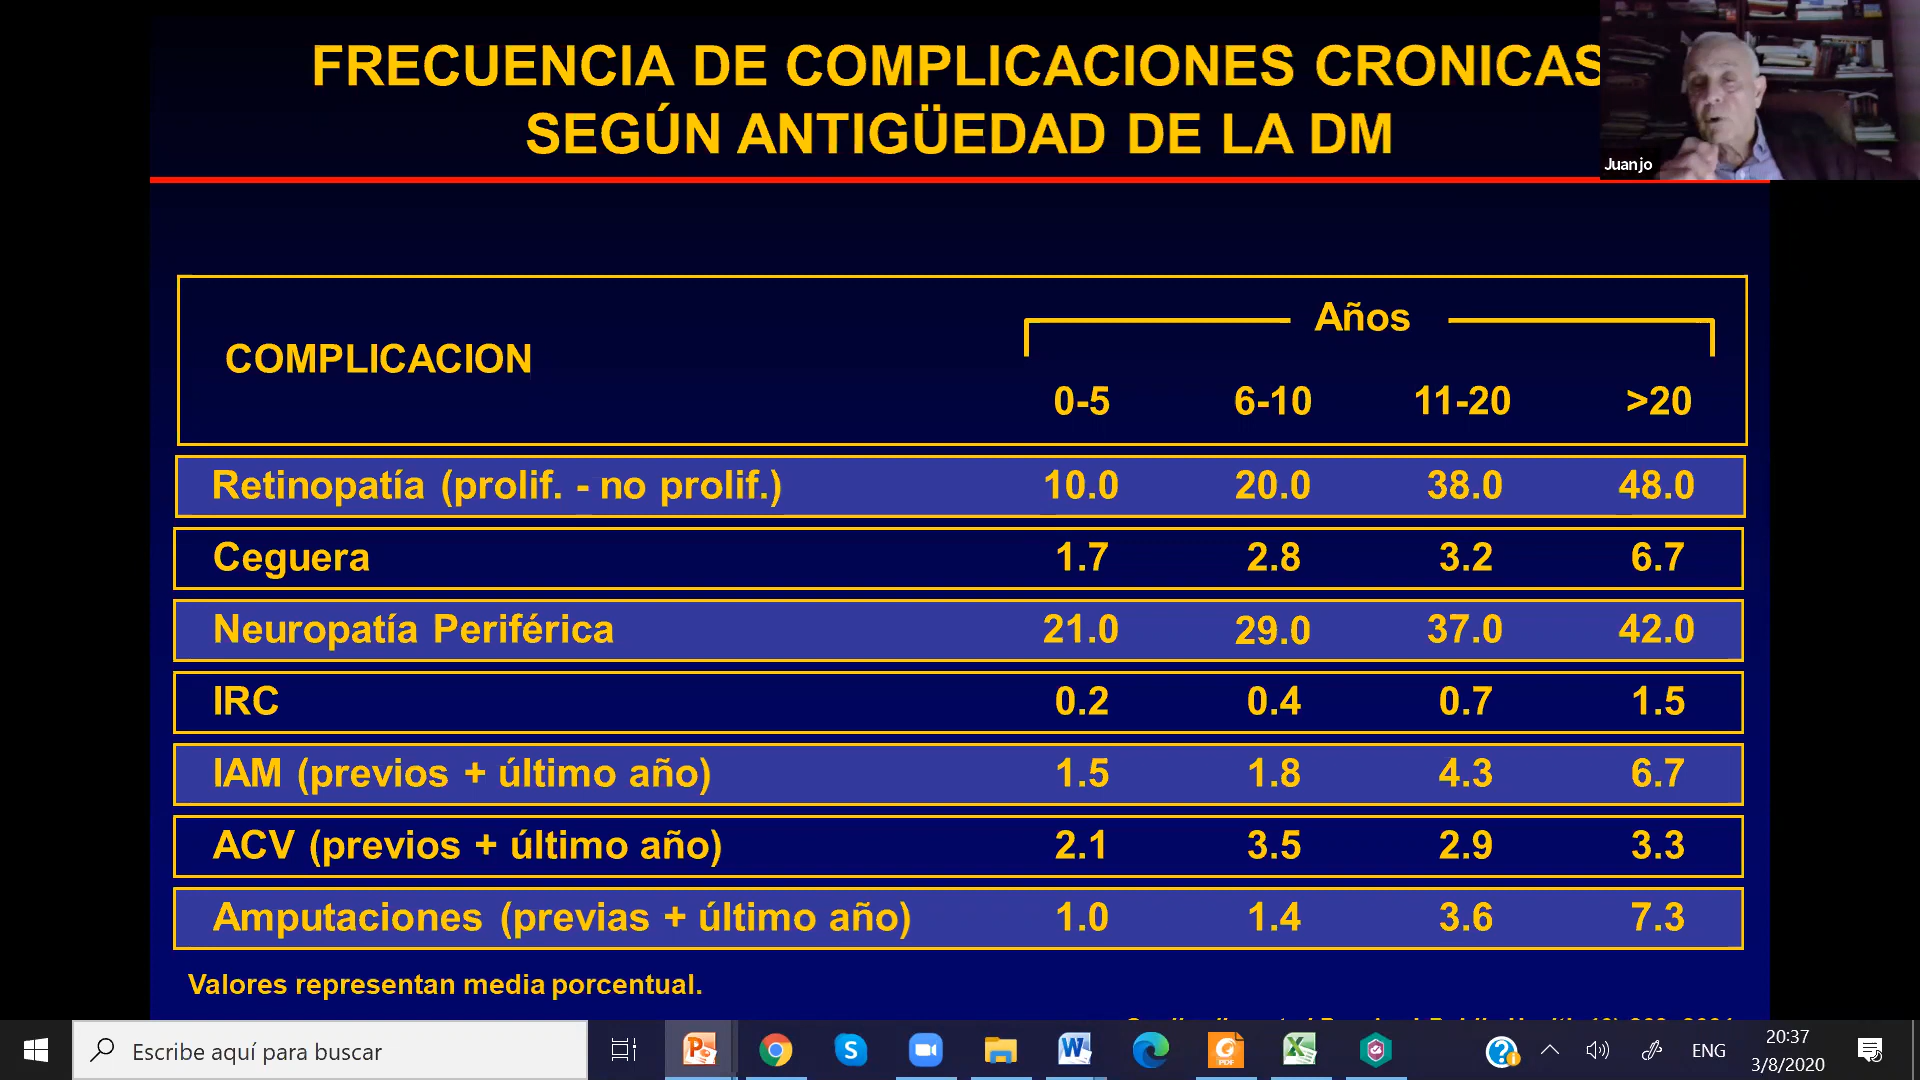 FRECUENCIA DE COMPLICACIONES CRONICAS
SEGÚN ANTIGÜEDAD DE LA DM
Juanjo
Años
COMPLICACION
0-5 6-10 11-20 >20
Retinopatía (prolif. - no prolif.) 10.0 20.0 38.0 48.0
Ceguera 1.7 2.8 3.2 6.7
Neuropatía Periférica 21.0 29.0 37.0 42.0
IRC 0.2 0.4 0.7 1.5
IAM (previos + último año) 1.5 1.8 4.3 6.7
ACV (previos + último año) 2.1 3.5 2.9 3.3
Amputaciones (previas + último año) 1.0 1.4 3.6 7.3
Valores representan media porcentual.
Escribe aquí para buscar
ENG
20:37
3/8/2020